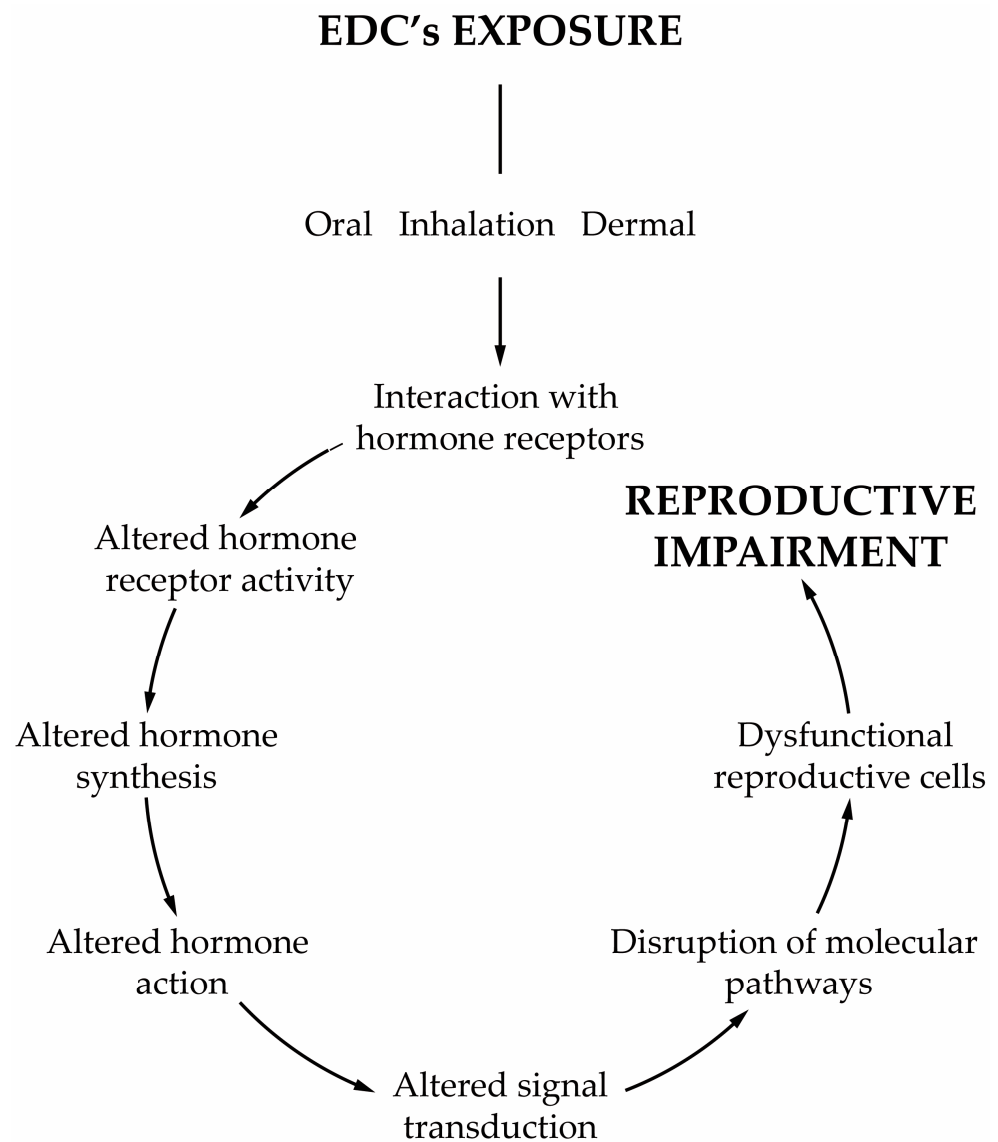 EDC's EXPOSURE
Oral Inhalation Dermal
Interaction with
hormone receptors
Altered hormone
receptor activity
Altered hormone
synthesis
Altered hormone
action
Altered signal
transduction
Disruption of molecular
pathways
Dysfunctional
reproductive cells
REPRODUCTIVE
IMPAIRMENT